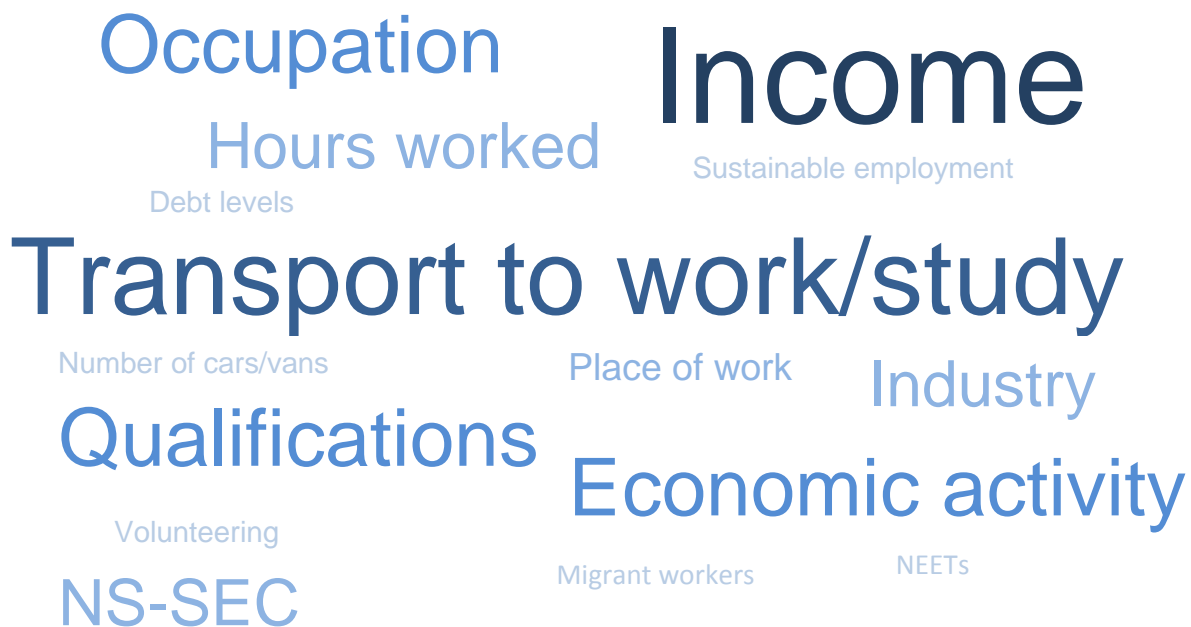 Occupation
Income
Hours worked
Sustainable employment
Debt levels
Transport to work/study
Number of cars/vans
Place of work
Industry
Qualifications
Economic activity
Volunteering
Migrant workers
NEETs
NS-SEC